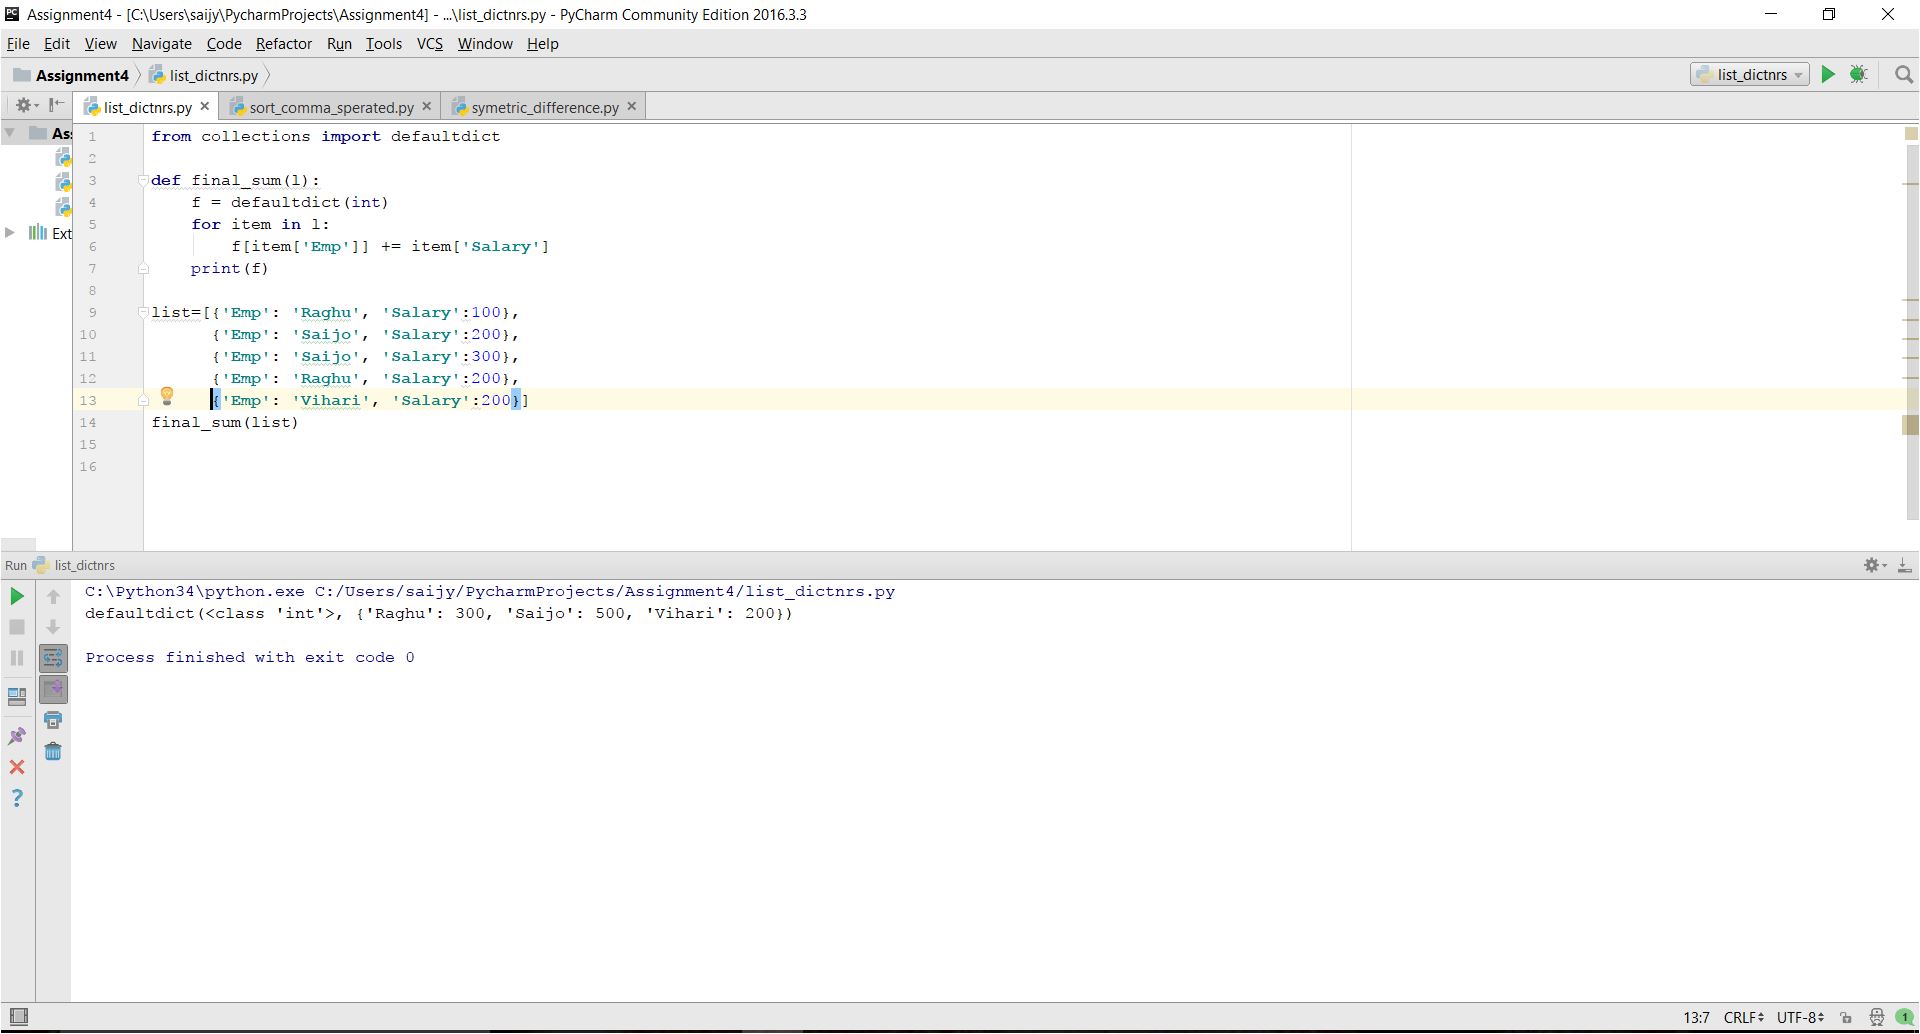 Assignment4 - [C:\Users\saijy\PycharmProjects\Assignment4] - ...\list_dictnrs.py - PyCharm Community Edition 2016.3.3
File Edit View Navigate Code Refactor Run Tools VCS Window Help
Assignment4 list_dictnrs.py list_dictnrs
list_dictnrs.py sort_comma_sperated.py symetric_difference.py
As
Ext
1 from collections import defaultdict
2
3 def final_sum(l):
4     f = defaultdict(int)
5     for item in l:
6         f[item['Emp']] += item['Salary']
7     print(f)
8
9 list=[{'Emp': 'Raghu', 'Salary':100},
10       {'Emp': 'Saijo', 'Salary':200},
11       {'Emp': 'Saijo', 'Salary':300},
12       {'Emp': 'Raghu', 'Salary':200},
13       {'Emp': 'Vihari', 'Salary':200}]
14 final_sum(list)
15
16
Run list_dictnrs
C:\Python34\python.exe C:/Users/saijy/PycharmProjects/Assignment4/list_dictnrs.py
defaultdict(<class 'int'>, {'Raghu': 300, 'Saijo': 500, 'Vihari': 200})
Process finished with exit code 0
13:7 CRLF UTF-8 1